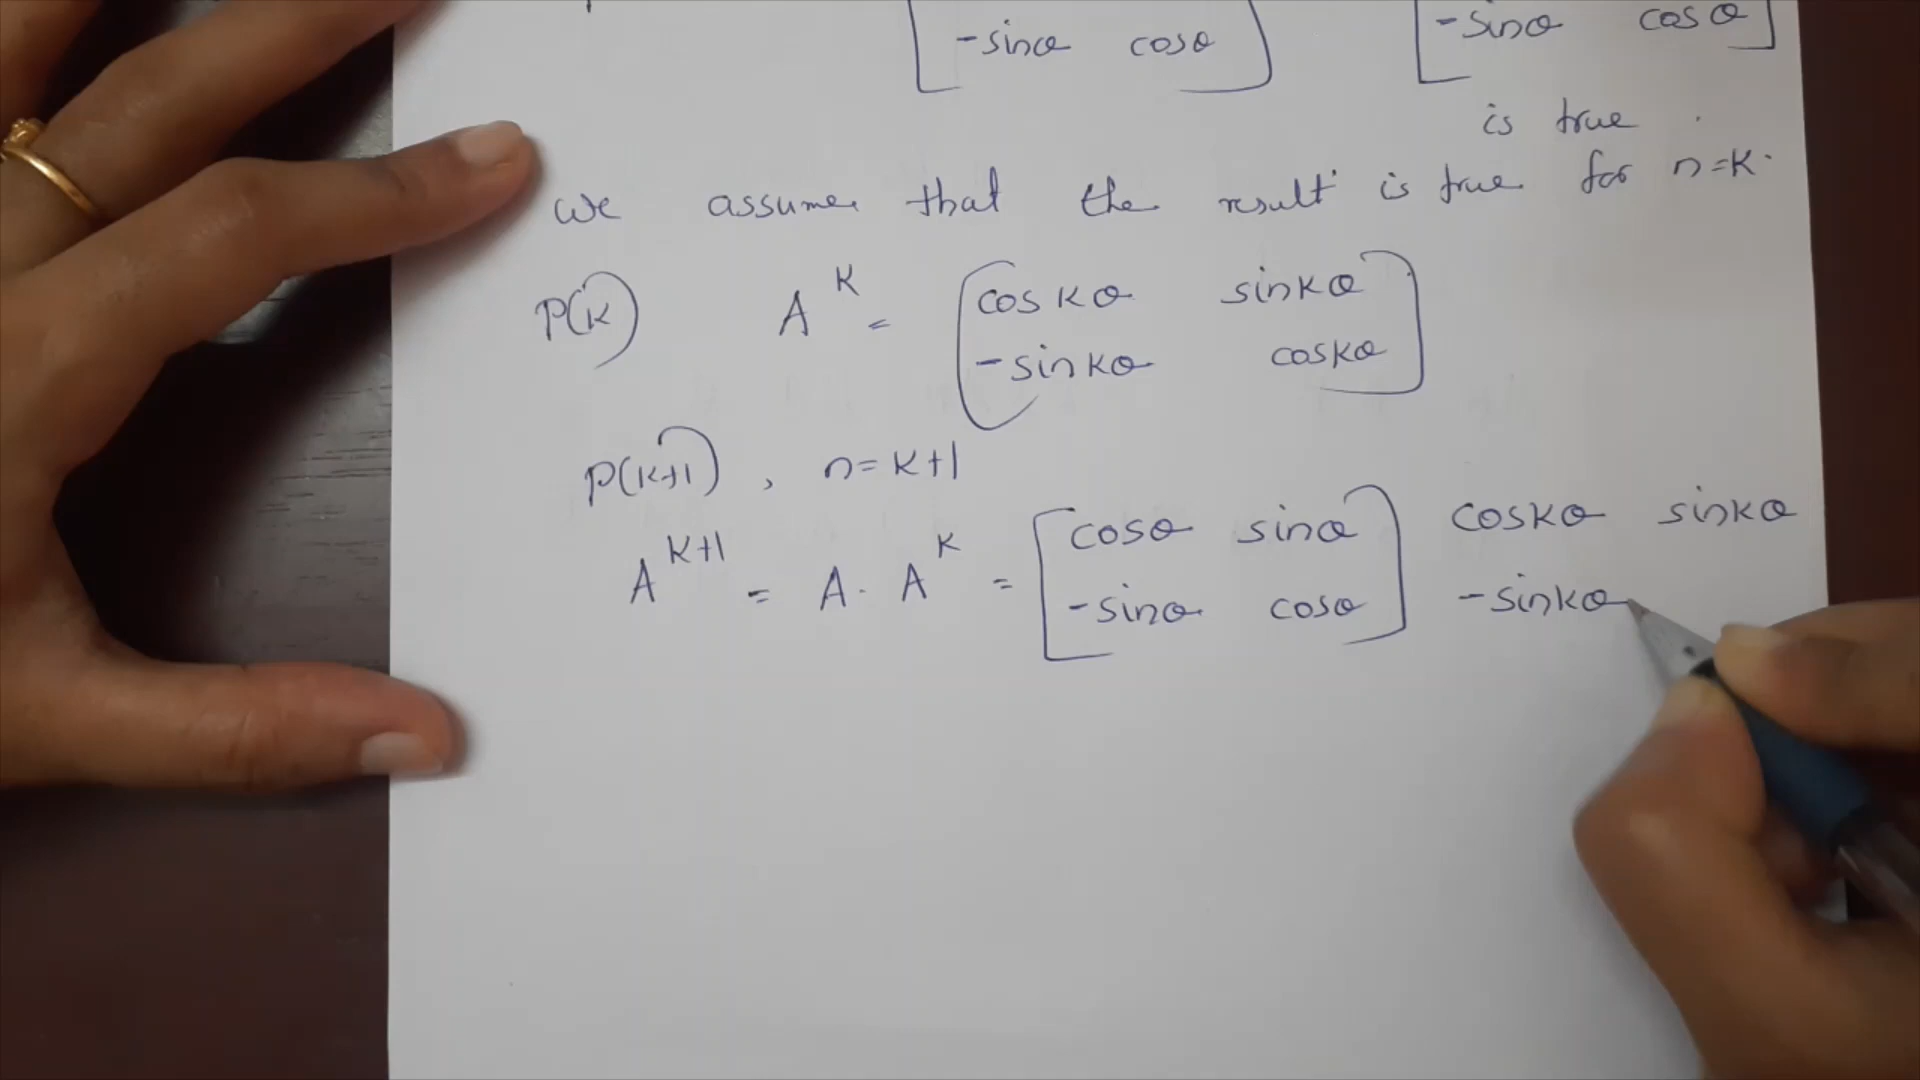 -sinθ cosθ -sinθ cosθ
is true .
we assume that the result is true for n=k.
P(k) A^k = [cos kθ sin kθ
-sin kθ cos kθ]
P(k+1) , n=k+1
A^k+1 = A. A^k = [cosθ sinθ] cos kθ sin kθ
[-sinθ cosθ] -sin kθ